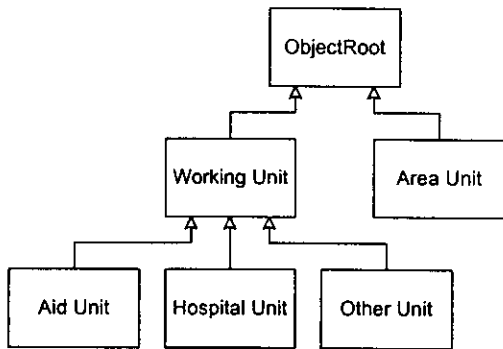 ObjectRoot
Working Unit
Area Unit
Aid Unit
Hospital Unit
Other Unit